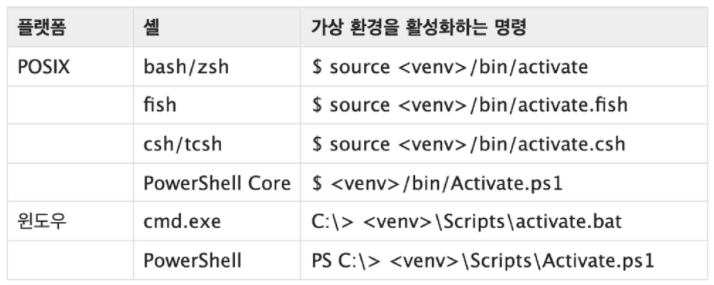 플랫폼 셸 가상 환경을 활성화하는 명령
POSIX bash/zsh $ source <venv>/bin/activate
fish $ source <venv>/bin/activate.fish
csh/tcsh $ source <venv>/bin/activate.csh
PowerShell Core $ <venv>/bin/Activate.ps1
윈도우 cmd.exe C:\> <venv>\Scripts\activate.bat
PowerShell PS C:\> <venv>\Scripts\Activate.ps1